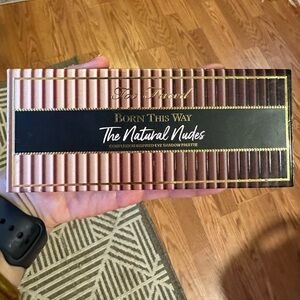 Too Faced
BORN THIS WAY
The Natural Nudes
COMPLEXION-INSPIRED EYE SHADOW PALETTE